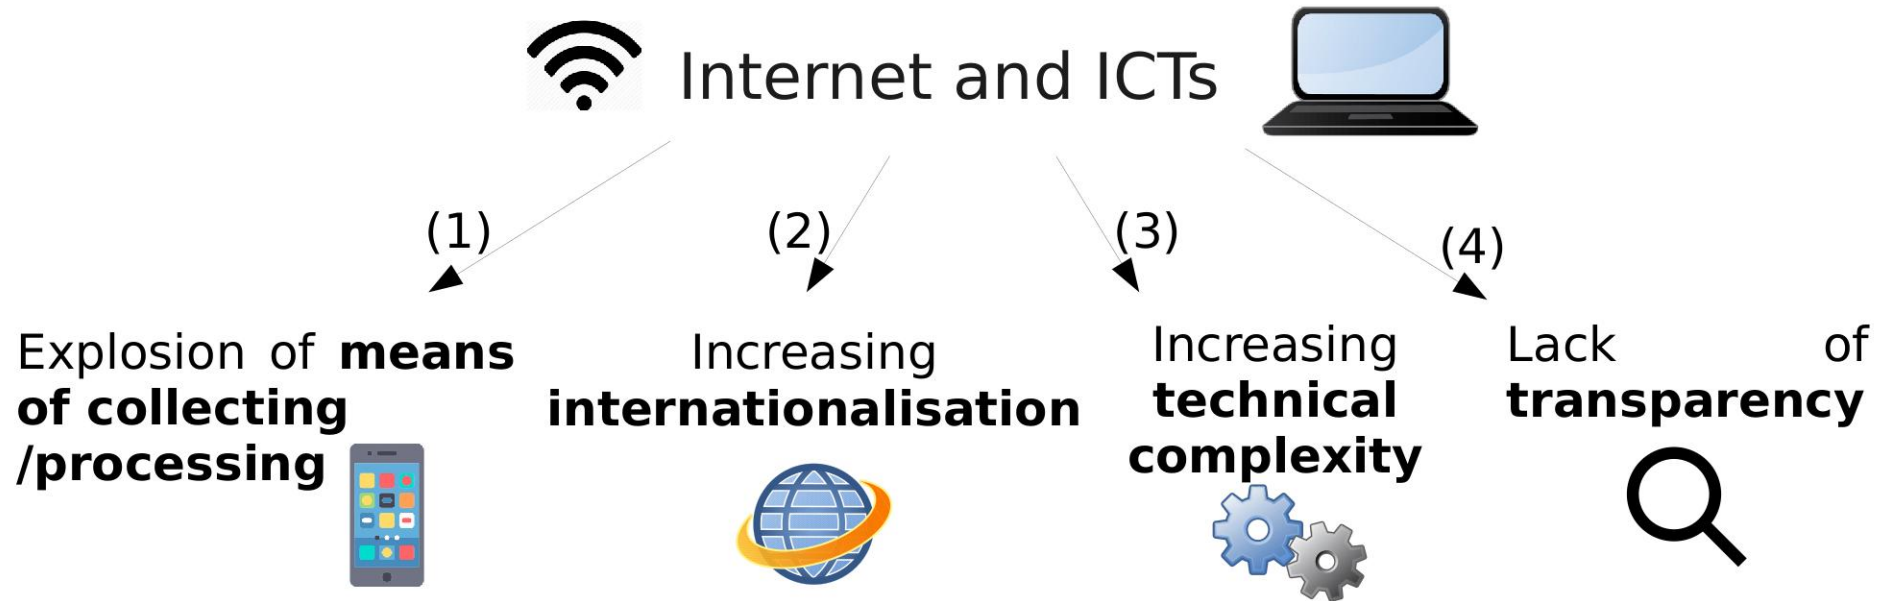 Internet and ICTs
(1)
(2)
(3)
(4)
Explosion of means
of collecting
/processing
Increasing
internationalisation
Increasing
technical
complexity
Lack of
transparency